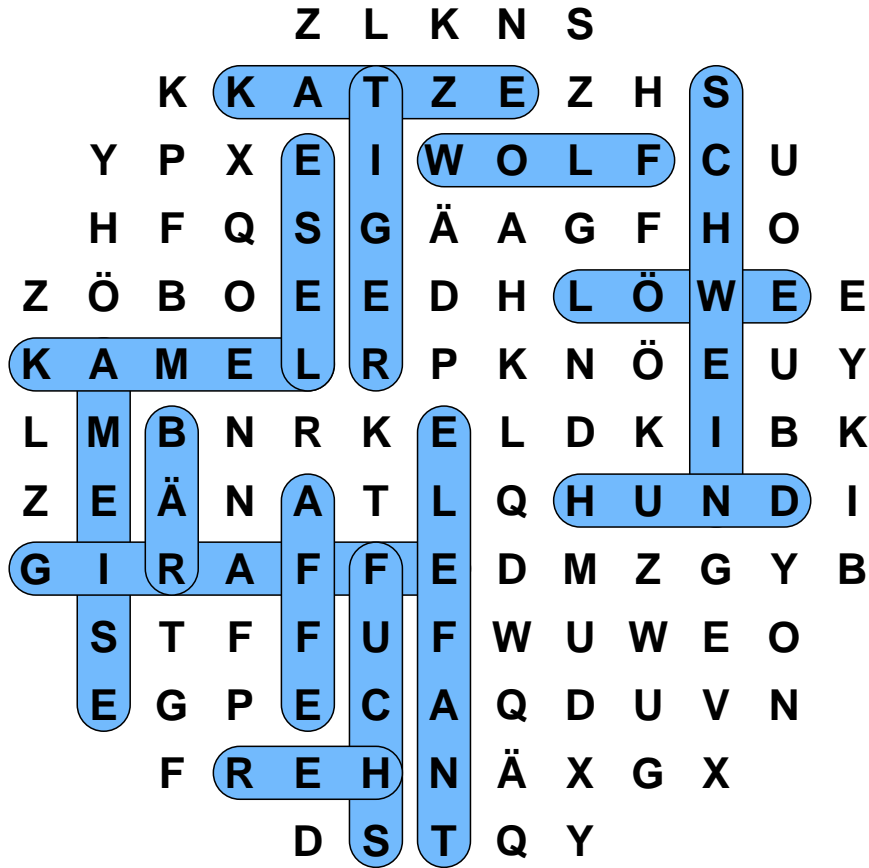 Z L K N S
K K A T Z E Z H S
Y P X E I W O L F C U
H F Q S G Ä A G F H O
Z Ö B O E E D H L Ö W E E
K A M E L R P K N Ö E U Y
L M B N R K E L D K I B K
Z E Ä N A T L Q H U N D I
G I R A F F E D M Z G Y B
S T F F U F W U W E O
E G P E C A Q D U V N
F R E H N Ä X G X
D S T Q Y